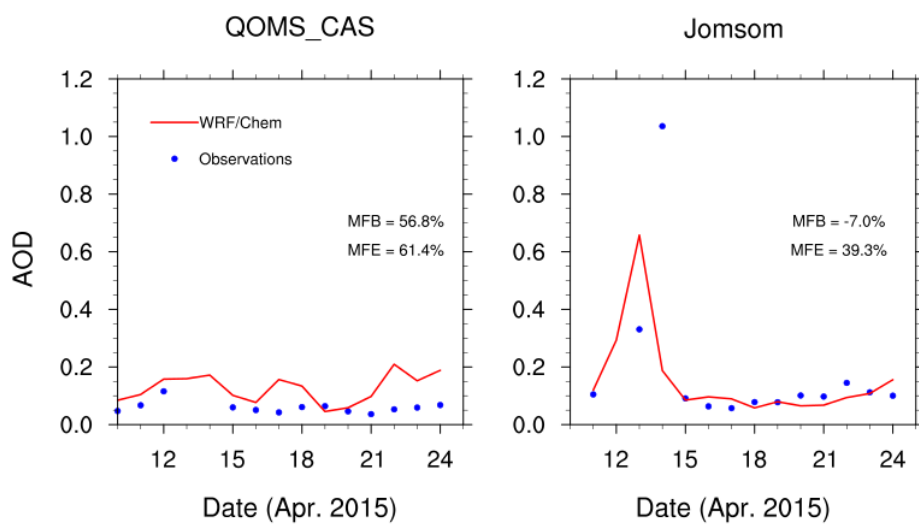 QOMS_CAS
Jomsom
AOD
1.2
1.0
0.8
0.6
0.4
0.2
0.0
WRF/Chem
Observations
MFB = 56.8%
MFE = 61.4%
12 15 18 21 24
Date (Apr. 2015)
1.2
1.0
0.8
0.6
0.4
0.2
0.0
MFB = -7.0%
MFE = 39.3%
12 15 18 21 24
Date (Apr. 2015)